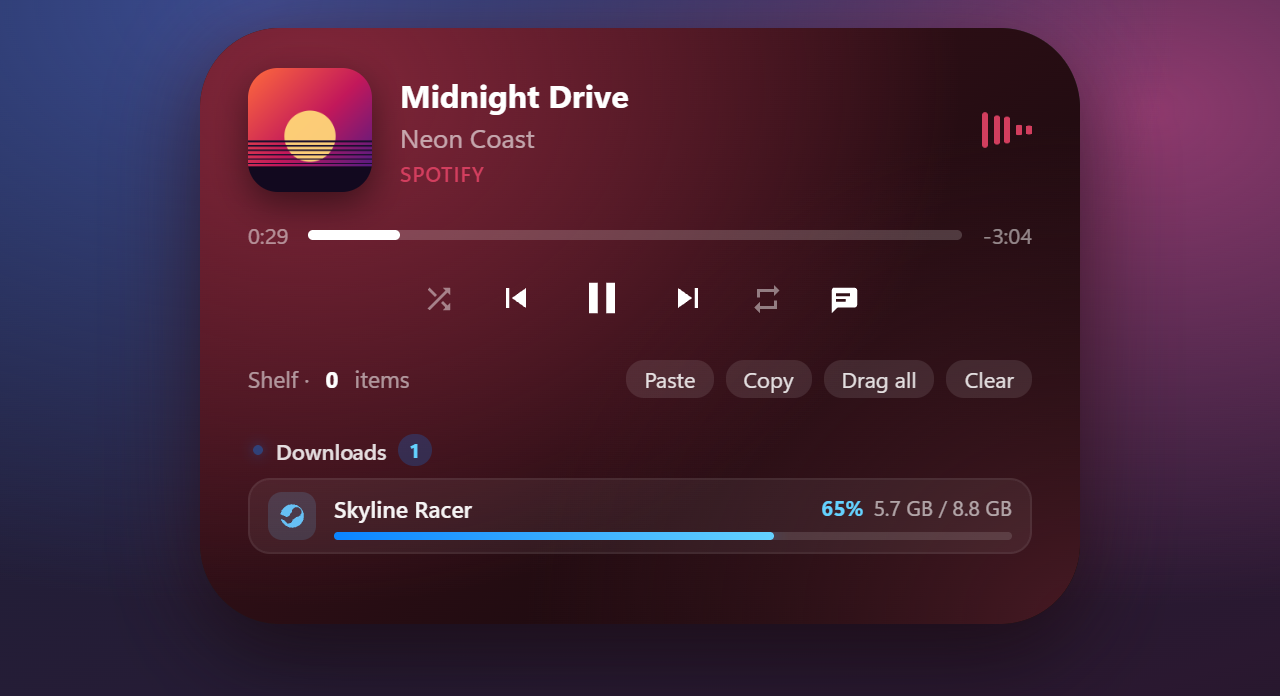 Midnight Drive
Neon Coast
SPOTIFY
0:29 -3:04
Shelf · 0 items Paste Copy Drag all Clear
Downloads 1
Skyline Racer 65% 5.7 GB / 8.8 GB